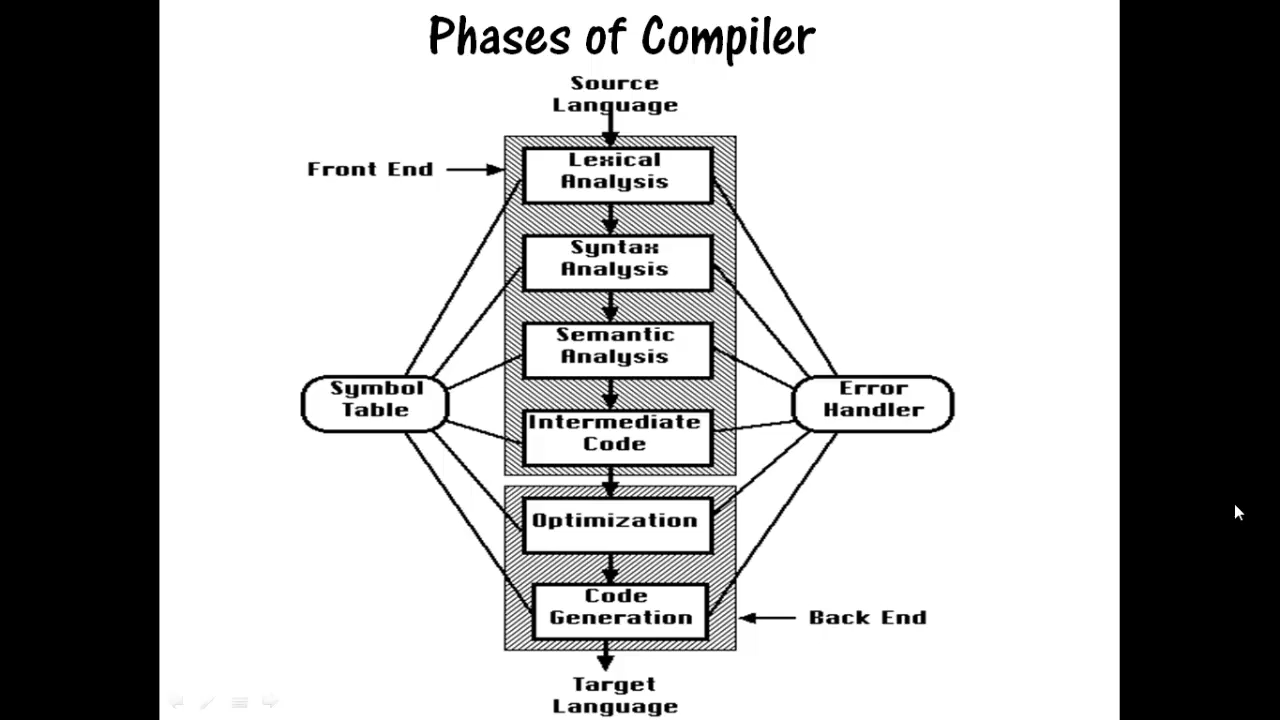 Phases of Compiler
Source
Language
Front End
Lexical
Analysis
Syntax
Analysis
Semantic
Analysis
Symbol
Table
Error
Handler
Intermediate
Code
Optimization
Code
Generation
Back End
Target
Language